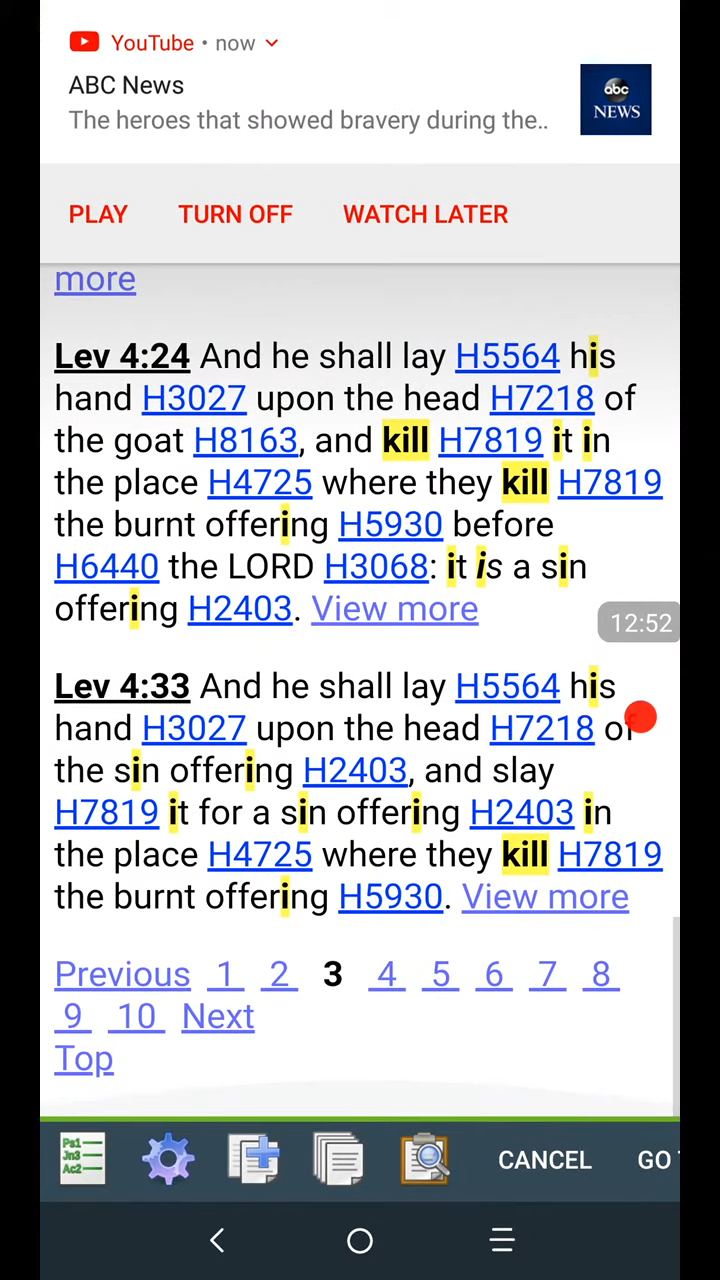 YouTube • now
ABC News
The heroes that showed bravery during the..
abc
NEWS
PLAY TURN OFF WATCH LATER
more
Lev 4:24 And he shall lay H5564 his
hand H3027 upon the head H7218 of
the goat H8163, and kill H7819 it in
the place H4725 where they kill H7819
the burnt offering H5930 before
H6440 the LORD H3068: it is a sin
offering H2403. View more
12:52
Lev 4:33 And he shall lay H5564 his
hand H3027 upon the head H7218 of
the sin offering H2403, and slay
H7819 it for a sin offering H2403 in
the place H4725 where they kill H7819
the burnt offering H5930. View more
Previous 1 2 3 4 5 6 7 8
9 10 Next
Top
Ps1
Jn3
Ac2
CANCEL GO